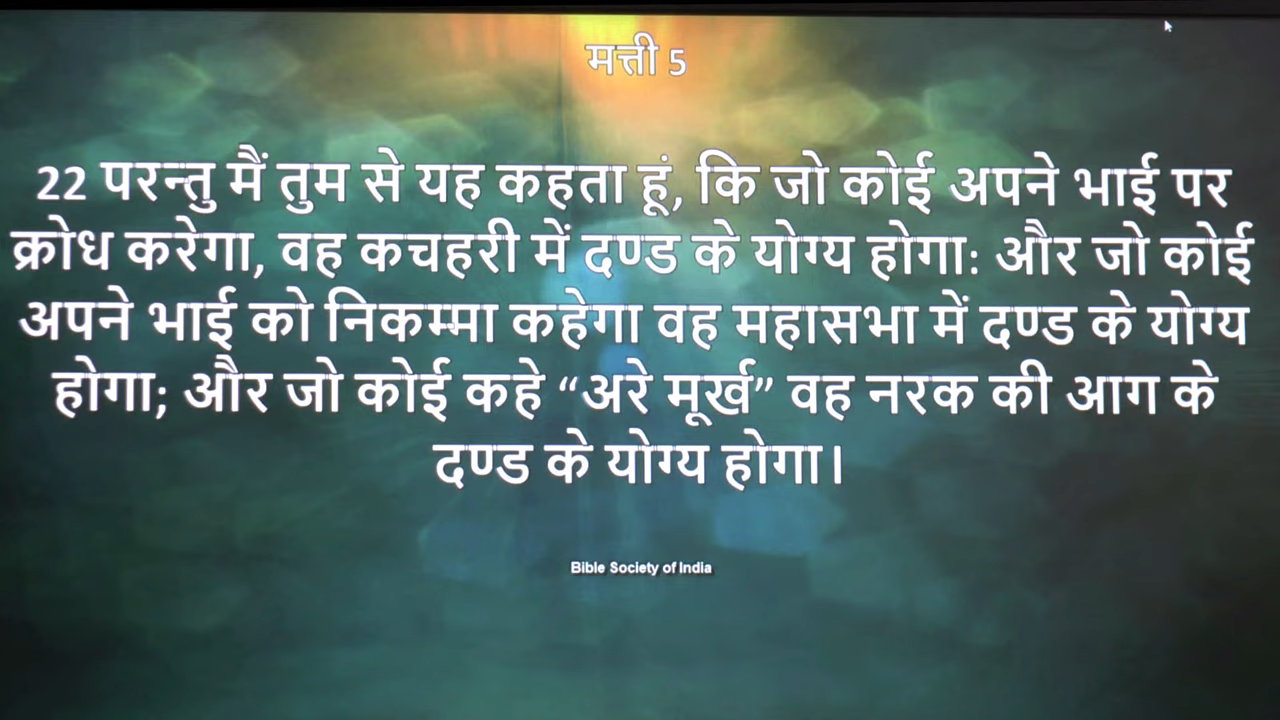 मत्ती 5
22 परन्तु मैं तुम से यह कहता हूं, कि जो कोई अपने भाई पर
क्रोध करेगा, वह कचहरी में दण्ड के योग्य होगा: और जो कोई
अपने भाई को निकम्मा कहेगा वह महासभा में दण्ड के योग्य
होगा; और जो कोई कहे “अरे मूर्ख” वह नरक की आग के
दण्ड के योग्य होगा।
Bible Society of India